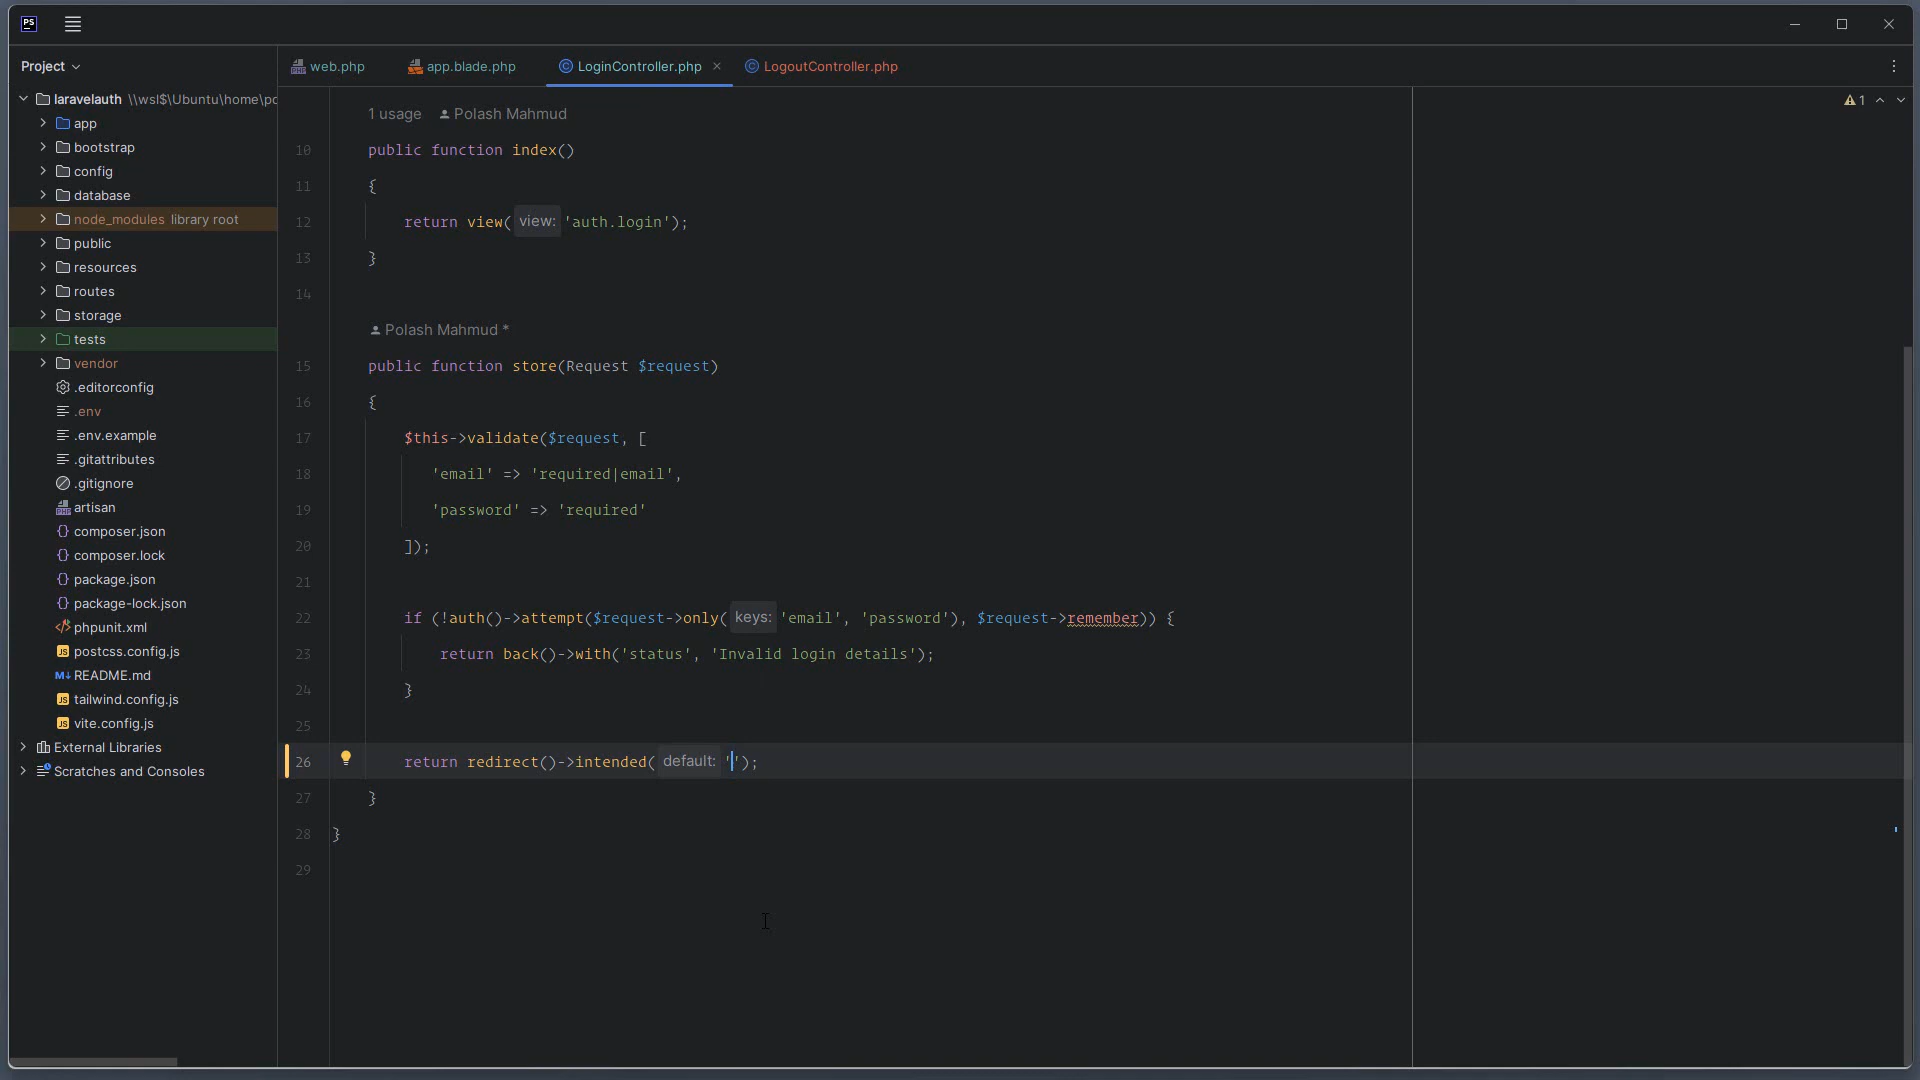 PS
Project
web.php
app.blade.php
LoginController.php
LogoutController.php
laravelauth \\wsl$\Ubuntu\home\po
app
bootstrap
config
database
node_modules library root
public
resources
routes
storage
tests
vendor
.editorconfig
.env
.env.example
.gitattributes
.gitignore
artisan
composer.json
composer.lock
package.json
package-lock.json
phpunit.xml
postcss.config.js
README.md
tailwind.config.js
vite.config.js
External Libraries
Scratches and Consoles
1
1 usage Polash Mahmud
10 public function index()
11 {
12 return view( view: 'auth.login');
13 }
14
Polash Mahmud *
15 public function store(Request $request)
16 {
17 $this->validate($request, [
18 'email' => 'required|email',
19 'password' => 'required'
20 ]);
21
22 if (!auth()->attempt($request->only( keys: 'email', 'password'), $request->remember)) {
23 return back()->with('status', 'Invalid login details');
24 }
25
26 return redirect()->intended( default: '');
27 }
28 }
29